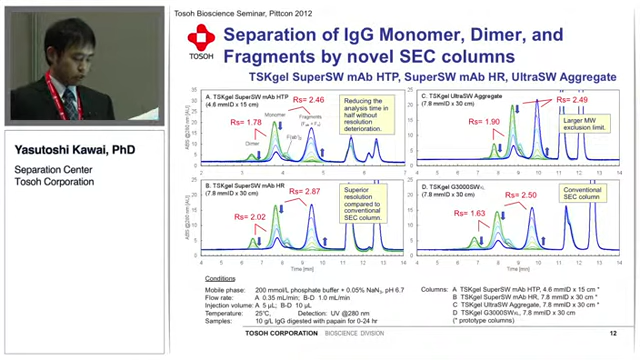 Tosoh Bioscience Seminar, Pittcon 2012
TOSOH
Separation of IgG Monomer, Dimer, and
Fragments by novel SEC columns
TSKgel SuperSW mAb HTP, SuperSW mAb HR, UltraSW Aggregate
A. TSKgel SuperSW mAb HTP
(4.6 mmID x 15 cm)
Rs= 2.46
Monomer
Fragments
Rs= 1.78
Dimer
F(ab')2
Reducing the
analysis time in
half without
resolution
deterioration.
ABS @280 nm [AU]
C. TSKgel UltraSW Aggregate
(7.8 mmID x 30 cm)
Rs= 2.49
Rs= 1.90
Larger MW
exclusion limit.
B. TSKgel SuperSW mAb HR
(7.8 mmID x 30 cm)
Rs= 2.87
Rs= 2.02
Superior
resolution
compared to
conventional
SEC column.
ABS @280 nm [AU]
Time [min]
D. TSKgel G3000SWXL
(7.8 mmID x 30 cm)
Rs= 2.50
Rs= 1.63
Conventional
SEC column
Time [min]
Yasutoshi Kawai, PhD
Separation Center
Tosoh Corporation
Conditions
Mobile phase: 200 mmol/L phosphate buffer + 0.05% NaN3, pH 6.7
Flow rate: A 0.35 mL/min; B-D 1.0 mL/min
Injection volume: A 5 µL; B-D 10 µL
Temperature: 25°C, Detection: UV @280 nm
Samples: 10 g/L IgG digested with papain for 0-24 hr
Columns: A TSKgel SuperSW mAb HTP, 4.6 mmID x 15 cm *
B TSKgel SuperSW mAb HR, 7.8 mmID x 30 cm *
C TSKgel UltraSW Aggregate, 7.8 mmID x 30 cm *
D TSKgel G3000SWXL, 7.8 mmID x 30 cm
(* prototype columns)
TOSOH CORPORATION BIOSCIENCE DIVISION
12